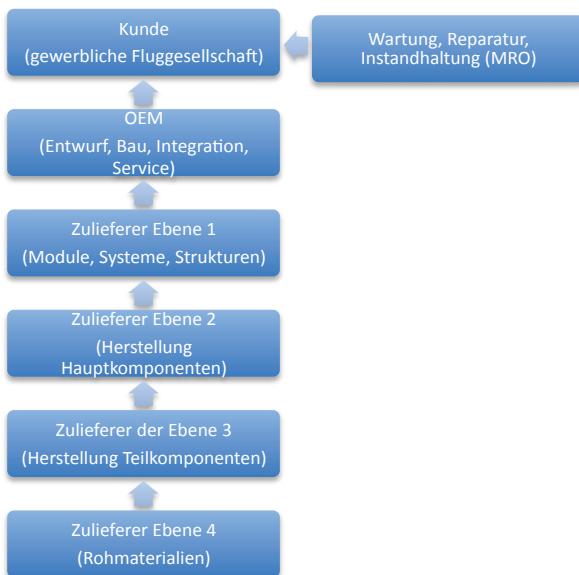 Kunde
(gewerbliche Fluggesellschaft)
Wartung, Reparatur,
Instandhaltung (MRO)
OEM
(Entwurf, Bau, Integration,
Service)
Zulieferer Ebene 1
(Module, Systeme, Strukturen)
Zulieferer Ebene 2
(Herstellung
Hauptkomponenten)
Zulieferer der Ebene 3
(Herstellung Teilkomponenten)
Zulieferer Ebene 4
(Rohmaterialien)